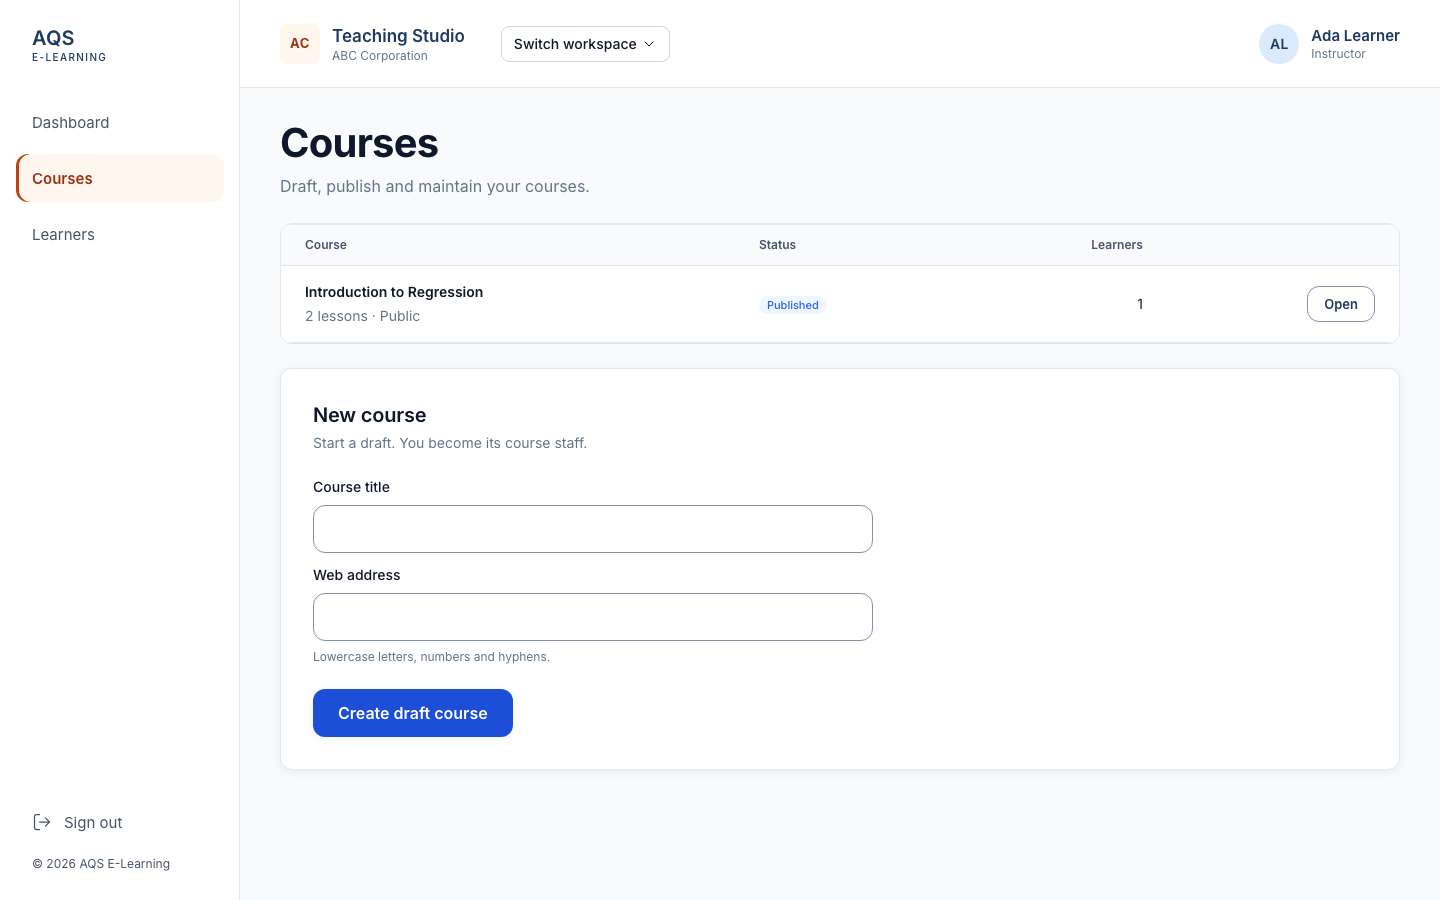 AQS
E-LEARNING
Dashboard
Courses
Learners
Sign out
© 2026 AQS E-Learning
AC
Teaching Studio
ABC Corporation
Switch workspace
AL
Ada Learner
Instructor
Courses
Draft, publish and maintain your courses.
Course Status Learners
Introduction to Regression
2 lessons · Public
Published
1
Open
New course
Start a draft. You become its course staff.
Course title
Web address
Lowercase letters, numbers and hyphens.
Create draft course